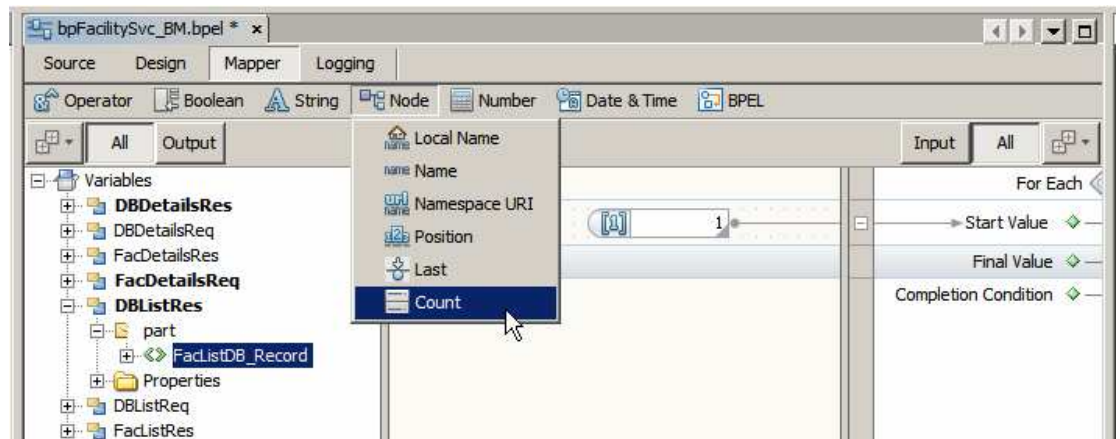 bpFacilitySvc_BM.bpel * x
Source Design Mapper Logging
Operator Boolean String Node Number Date & Time BPEL
All Output Input All
Local Name
Name
Namespace URI
Position
Last
Count
Variables
DBDetailsRes
DBDetailsReq
FacDetailsRes
FacDetailsReq
DBListRes
part
FacListDB_Record
Properties
DBListReq
FacListRes
[1] 1
For Each
Start Value
Final Value
Completion Condition